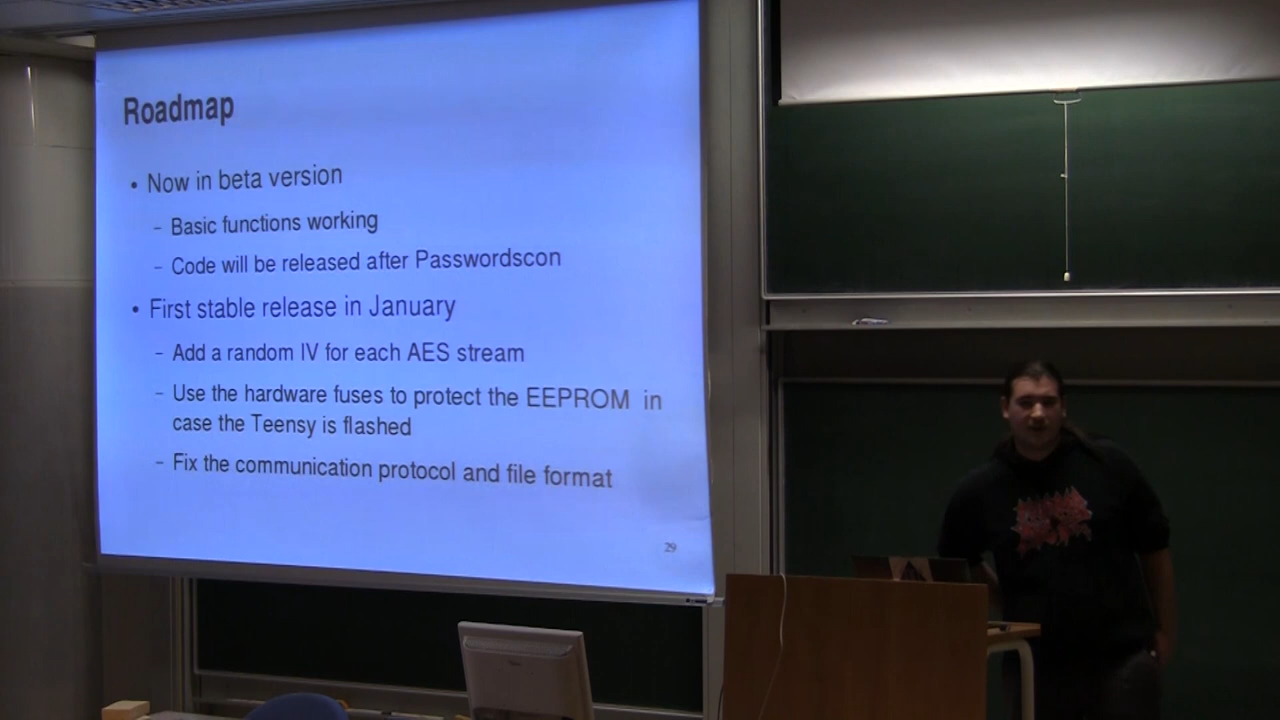 Roadmap
• Now in beta version
– Basic functions working
– Code will be released after Passwordscon
• First stable release in January
– Add a random IV for each AES stream
– Use the hardware fuses to protect the EEPROM in
case the Teensy is flashed
– Fix the communication protocol and file format
29